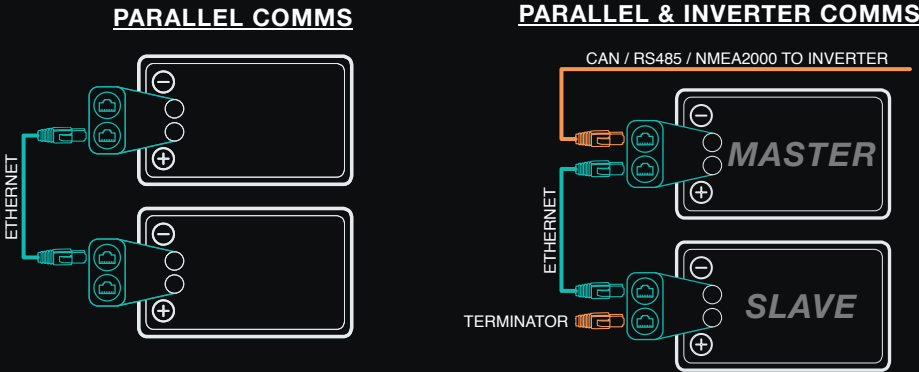 PARALLEL COMMS
ETHERNET
PARALLEL & INVERTER COMMS
CAN / RS485 / NMEA2000 TO INVERTER
MASTER
ETHERNET
SLAVE
TERMINATOR